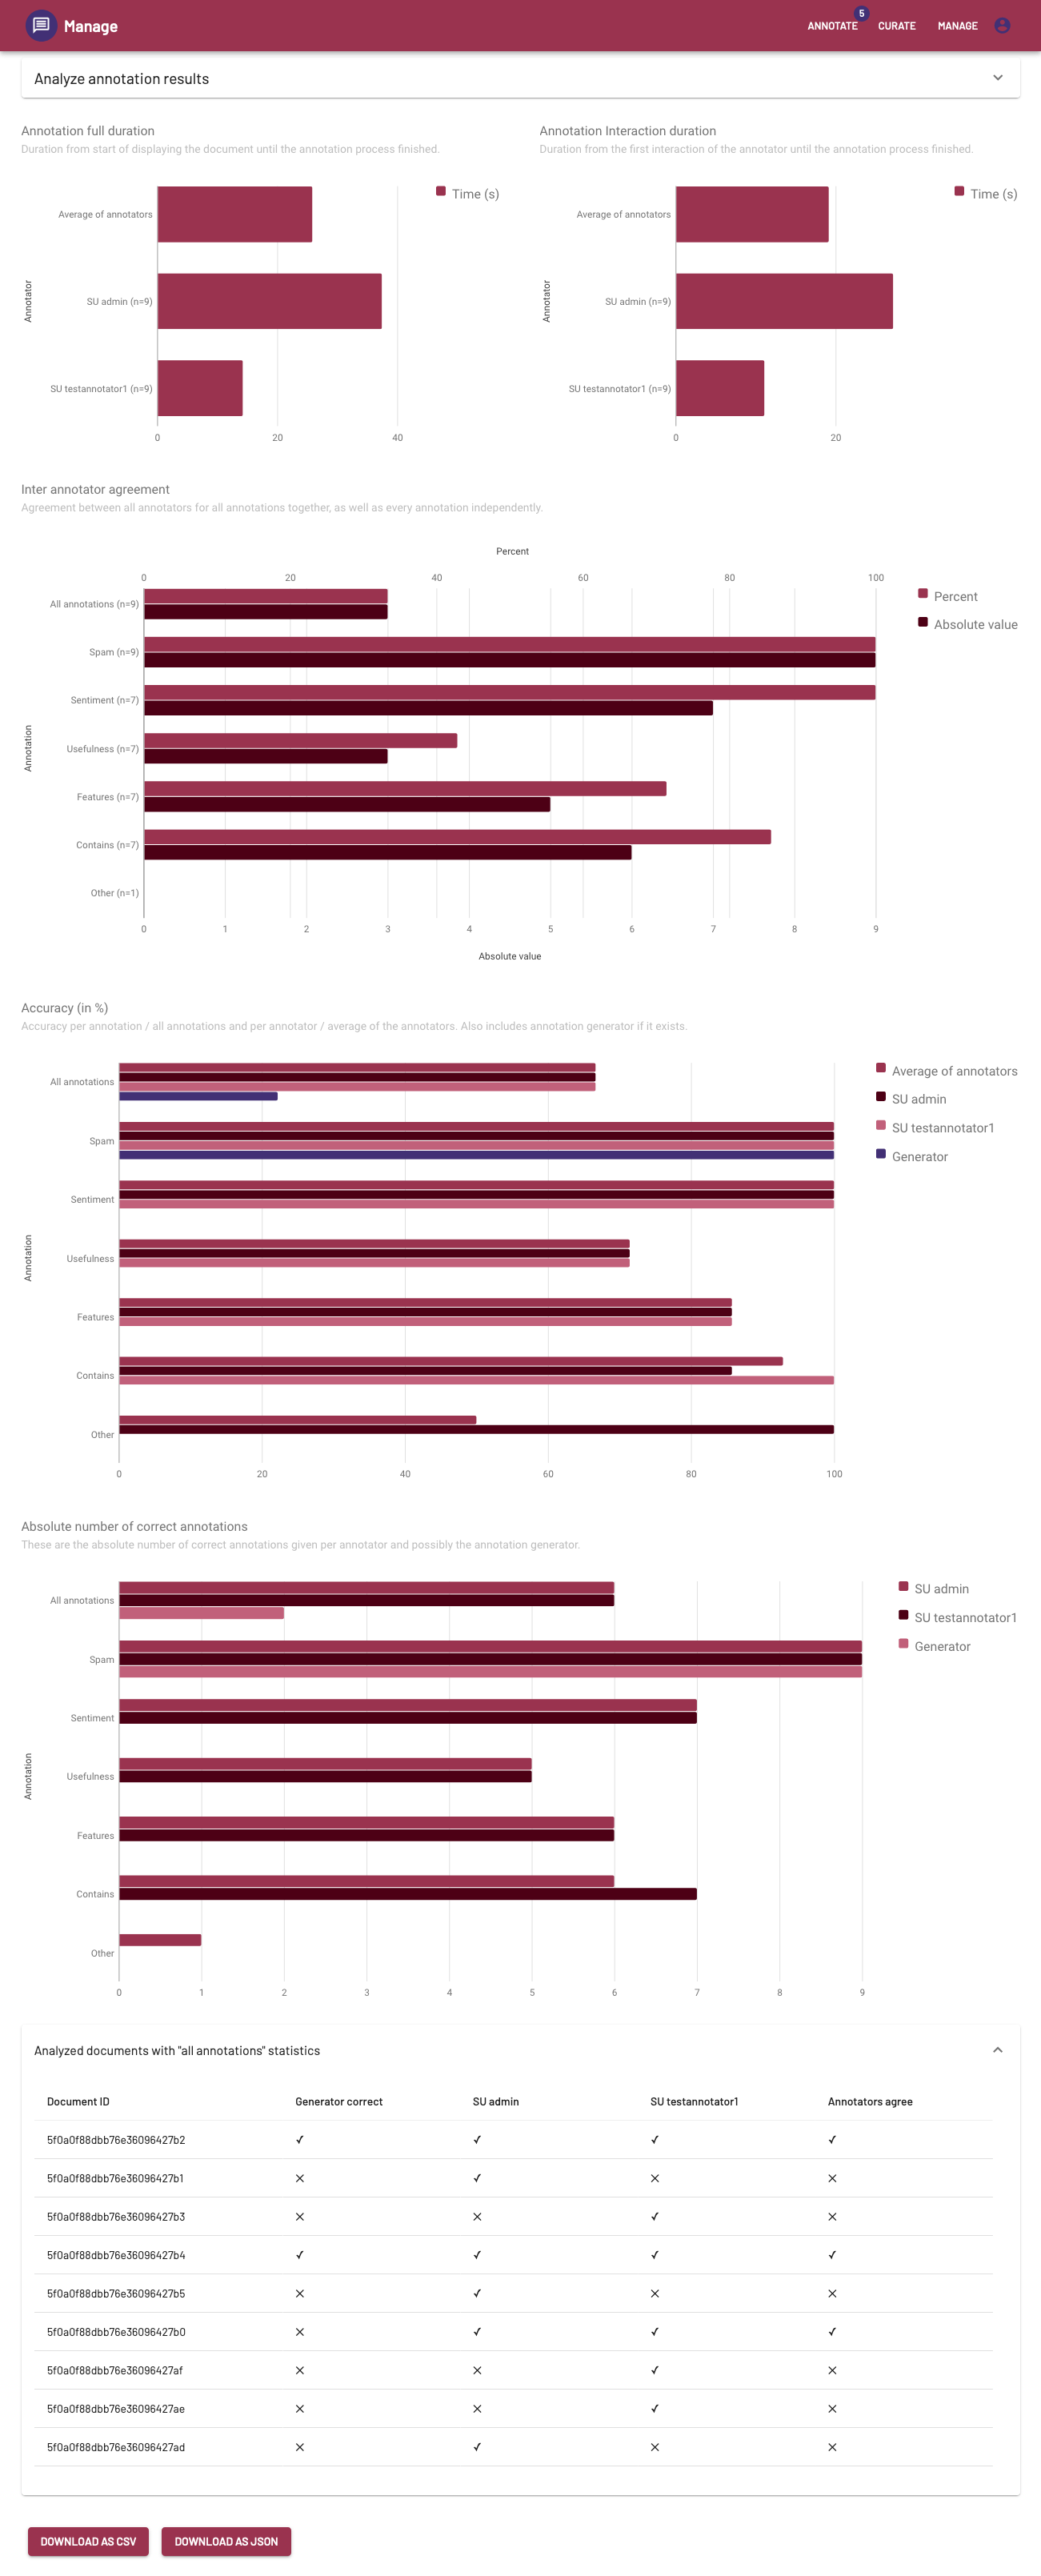 Manage
ANNOTATE 5 CURATE MANAGE
Analyze annotation results
Annotation full duration
Duration from start of displaying the document until the annotation process finished.
Time (s)
Annotator
Average of annotators
SU admin (n=9)
SU testannotator1 (n=9)
0 20 40
Annotation Interaction duration
Duration from the first interaction of the annotator until the annotation process finished.
Time (s)
Annotator
Average of annotators
SU admin (n=9)
SU testannotator1 (n=9)
0 20
Inter annotator agreement
Agreement between all annotators for all annotations together, as well as every annotation independently.
Percent
0 20 40 60 80 100
Percent
Absolute value
Annotation
All annotations (n=9)
Spam (n=9)
Sentiment (n=7)
Usefulness (n=7)
Features (n=7)
Contains (n=7)
Other (n=1)
0 1 2 3 4 5 6 7 8 9
Absolute value
Accuracy (in %)
Accuracy per annotation / all annotations and per annotator / average of the annotators. Also includes annotation generator if it exists.
Average of annotators
SU admin
SU testannotator1
Generator
Annotation
All annotations
Spam
Sentiment
Usefulness
Features
Contains
Other
0 20 40 60 80 100
Absolute number of correct annotations
These are the absolute number of correct annotations given per annotator and possibly the annotation generator.
SU admin
SU testannotator1
Generator
Annotation
All annotations
Spam
Sentiment
Usefulness
Features
Contains
Other
0 1 2 3 4 5 6 7 8 9
Analyzed documents with "all annotations" statistics
Document ID Generator correct SU admin SU testannotator1 Annotators agree
5f0a0f88dbb76e36096427b2 ✓ ✓ ✓ ✓
5f0a0f88dbb76e36096427b1 ✕ ✓ ✕ ✕
5f0a0f88dbb76e36096427b3 ✕ ✕ ✓ ✕
5f0a0f88dbb76e36096427b4 ✓ ✓ ✓ ✓
5f0a0f88dbb76e36096427b5 ✕ ✓ ✕ ✕
5f0a0f88dbb76e36096427b0 ✕ ✓ ✓ ✓
5f0a0f88dbb76e36096427af ✕ ✕ ✓ ✕
5f0a0f88dbb76e36096427ae ✕ ✕ ✓ ✕
5f0a0f88dbb76e36096427ad ✕ ✓ ✕ ✕
DOWNLOAD AS CSV DOWNLOAD AS JSON